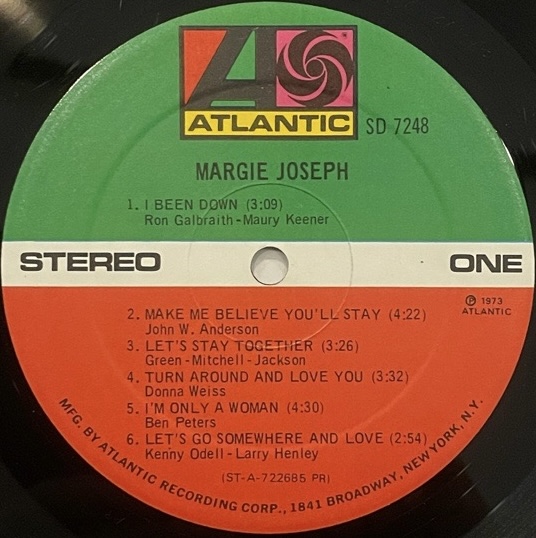 ATLANTIC
SD 7248
MARGIE JOSEPH
1. I BEEN DOWN (3:09)
Ron Galbraith - Maury Keener
STEREO
ONE
℗ 1973
ATLANTIC
2. MAKE ME BELIEVE YOU'LL STAY (4:22)
John W. Anderson
3. LET'S STAY TOGETHER (3:26)
Green - Mitchell - Jackson
4. TURN AROUND AND LOVE YOU (3:32)
Donna Weiss
5. I'M ONLY A WOMAN (4:30)
Ben Peters
6. LET'S GO SOMEWHERE AND LOVE (2:54)
Kenny Odell - Larry Henley
(ST-A-722685 PR)
MFG. BY ATLANTIC RECORDING CORP., 1841 BROADWAY, NEW YORK, N.Y.